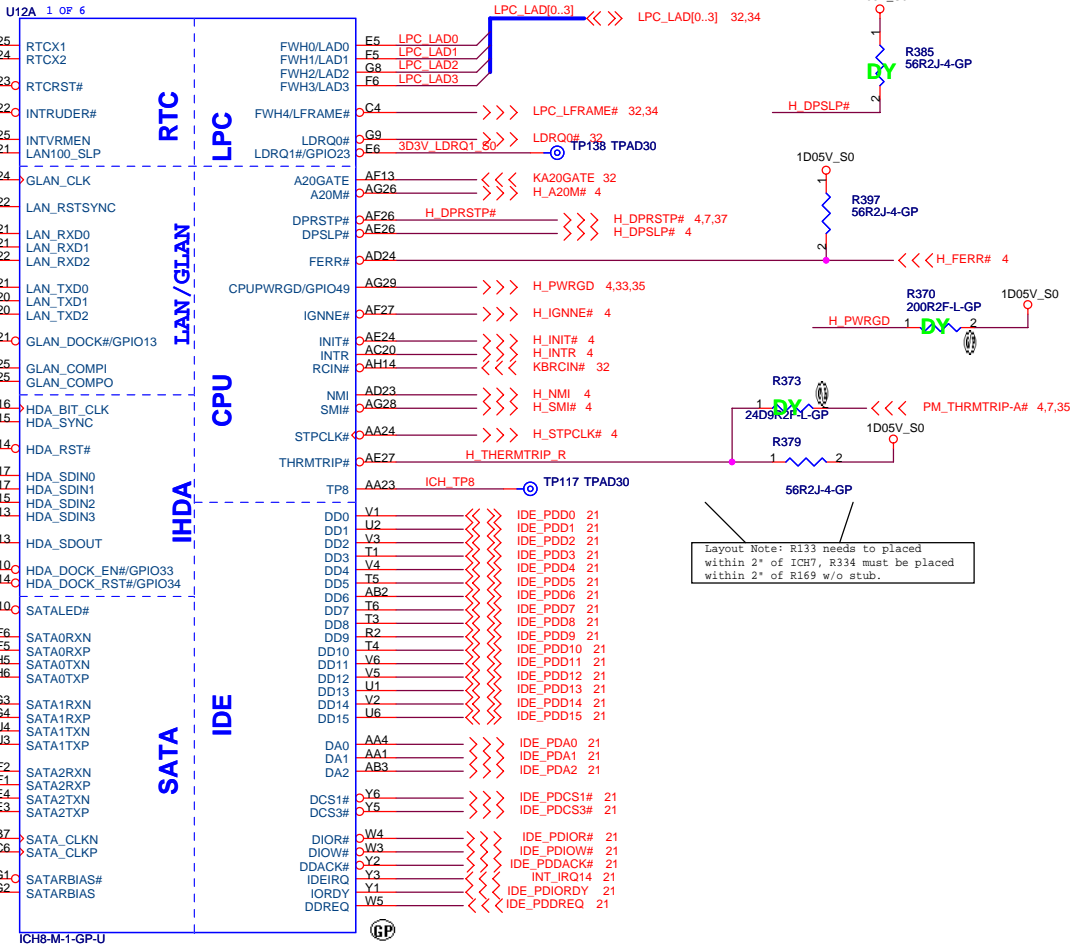 U12A 1 OF 6
RTCX1
RTCX2
RTCRST#
INTRUDER#
INTVRMEN
LAN100_SLP
GLAN_CLK
LAN_RSTSYNC
LAN_RXD0
LAN_RXD1
LAN_RXD2
LAN_TXD0
LAN_TXD1
LAN_TXD2
GLAN_DOCK#/GPIO13
GLAN_COMPI
GLAN_COMPO
HDA_BIT_CLK
HDA_SYNC
HDA_RST#
HDA_SDIN0
HDA_SDIN1
HDA_SDIN2
HDA_SDIN3
HDA_SDOUT
HDA_DOCK_EN#/GPIO33
HDA_DOCK_RST#/GPIO34
SATALED#
SATA0RXN
SATA0RXP
SATA0TXN
SATA0TXP
SATA1RXN
SATA1RXP
SATA1TXN
SATA1TXP
SATA2RXN
SATA2RXP
SATA2TXN
SATA2TXP
SATA_CLKN
SATA_CLKP
SATARBIAS#
SATARBIAS
RTC
LAN/GLAN
IHDA
SATA
LPC
CPU
IDE
FWH0/LAD0 E5 LPC_LAD0
FWH1/LAD1 F5 LPC_LAD1
FWH2/LAD2 G8 LPC_LAD2
FWH3/LAD3 F6 LPC_LAD3
LPC_LAD[0..3] LPC_LAD[0..3] 32,34
FWH4/LFRAME# C4 LPC_LFRAME# 32,34
LDRQ0# G9 LDRQ0# 32
LDRQ1#/GPIO23 E6 3D3V_LDRQ1_S0 TP138 TPAD30
A20GATE AF13 KA20GATE 32
A20M# AG26 H_A20M# 4
DPRSTP# AF26 H_DPRSTP# H_DPRSTP# 4,7,37
DPSLP# AE26 H_DPSLP# 4
FERR# AD24 H_FERR# 4
CPUPWRGD/GPIO49 AG29 H_PWRGD 4,33,35
IGNNE# AF27 H_IGNNE# 4
INIT# AE24 H_INIT# 4
INTR AC20 H_INTR 4
RCIN# AH14 KBRCIN# 32
NMI AD23 H_NMI 4
SMI# AG28 H_SMI# 4
STPCLK# AA24 H_STPCLK# 4
THRMTRIP# AE27 H_THERMTRIP_R
TP8 AA23 ICH_TP8 TP117 TPAD30
DD0 V1 IDE_PDD0 21
DD1 U2 IDE_PDD1 21
DD2 V3 IDE_PDD2 21
DD3 T1 IDE_PDD3 21
DD4 V4 IDE_PDD4 21
DD5 T5 IDE_PDD5 21
DD6 AB2 IDE_PDD6 21
DD7 T6 IDE_PDD7 21
DD8 T3 IDE_PDD8 21
DD9 R2 IDE_PDD9 21
DD10 T4 IDE_PDD10 21
DD11 V6 IDE_PDD11 21
DD12 V5 IDE_PDD12 21
DD13 U1 IDE_PDD13 21
DD14 V2 IDE_PDD14 21
DD15 U6 IDE_PDD15 21
DA0 AA4 IDE_PDA0 21
DA1 AA1 IDE_PDA1 21
DA2 AB3 IDE_PDA2 21
DCS1# Y6 IDE_PDCS1# 21
DCS3# Y5 IDE_PDCS3# 21
DIOR# W4 IDE_PDIOR# 21
DIOW# W3 IDE_PDIOW# 21
DDACK# Y2 IDE_PDDACK# 21
IDEIRQ Y3 INT_IRQ14 21
IORDY Y1 IDE_PDIORDY 21
DDREQ W5 IDE_PDDREQ 21
ICH8-M-1-GP-U
GP
1
R385
56R2J-4-GP
DY
2
H_DPSLP#
1D05V_S0
1
R397
56R2J-4-GP
2
R370
200R2F-L-GP
1D05V_S0
H_PWRGD 1 DY 2
R373
1 DY 2
24D9R2F-L-GP
PM_THRMTRIP-A# 4,7,35
1D05V_S0
R379
1 2
56R2J-4-GP
Layout Note: R133 needs to placed
within 2" of ICH7, R334 must be placed
within 2" of R169 w/o stub.